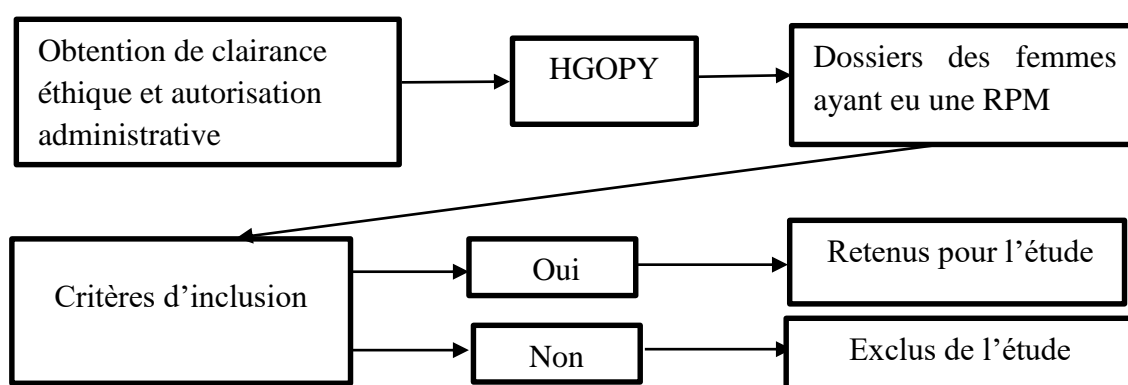 Obtention de clairance
éthique et autorisation
administrative
HGOPY
Dossiers des femmes
ayant eu une RPM
Critères d’inclusion
Oui
Retenus pour l’étude
Non
Exclus de l’étude